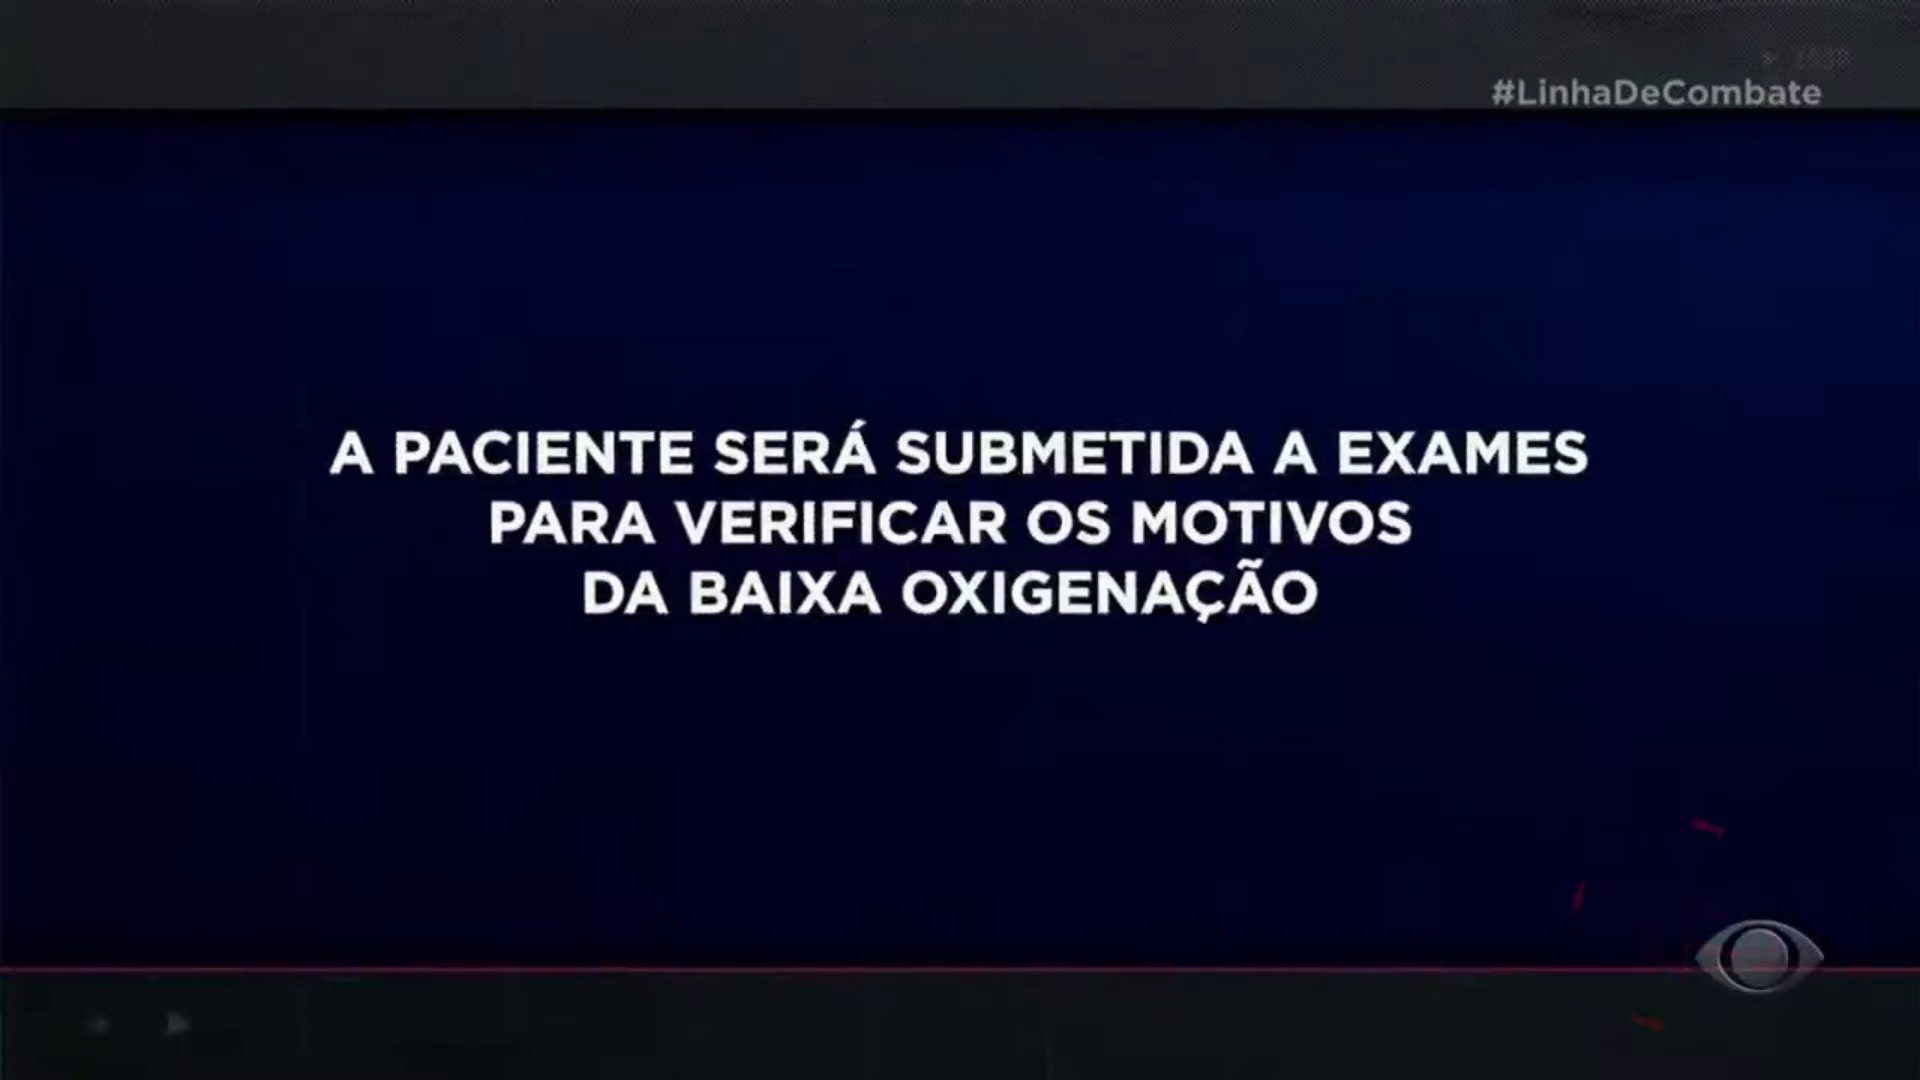 #LinhaDeCombate
A PACIENTE SERÁ SUBMETIDA A EXAMES
PARA VERIFICAR OS MOTIVOS
DA BAIXA OXIGENAÇÃO